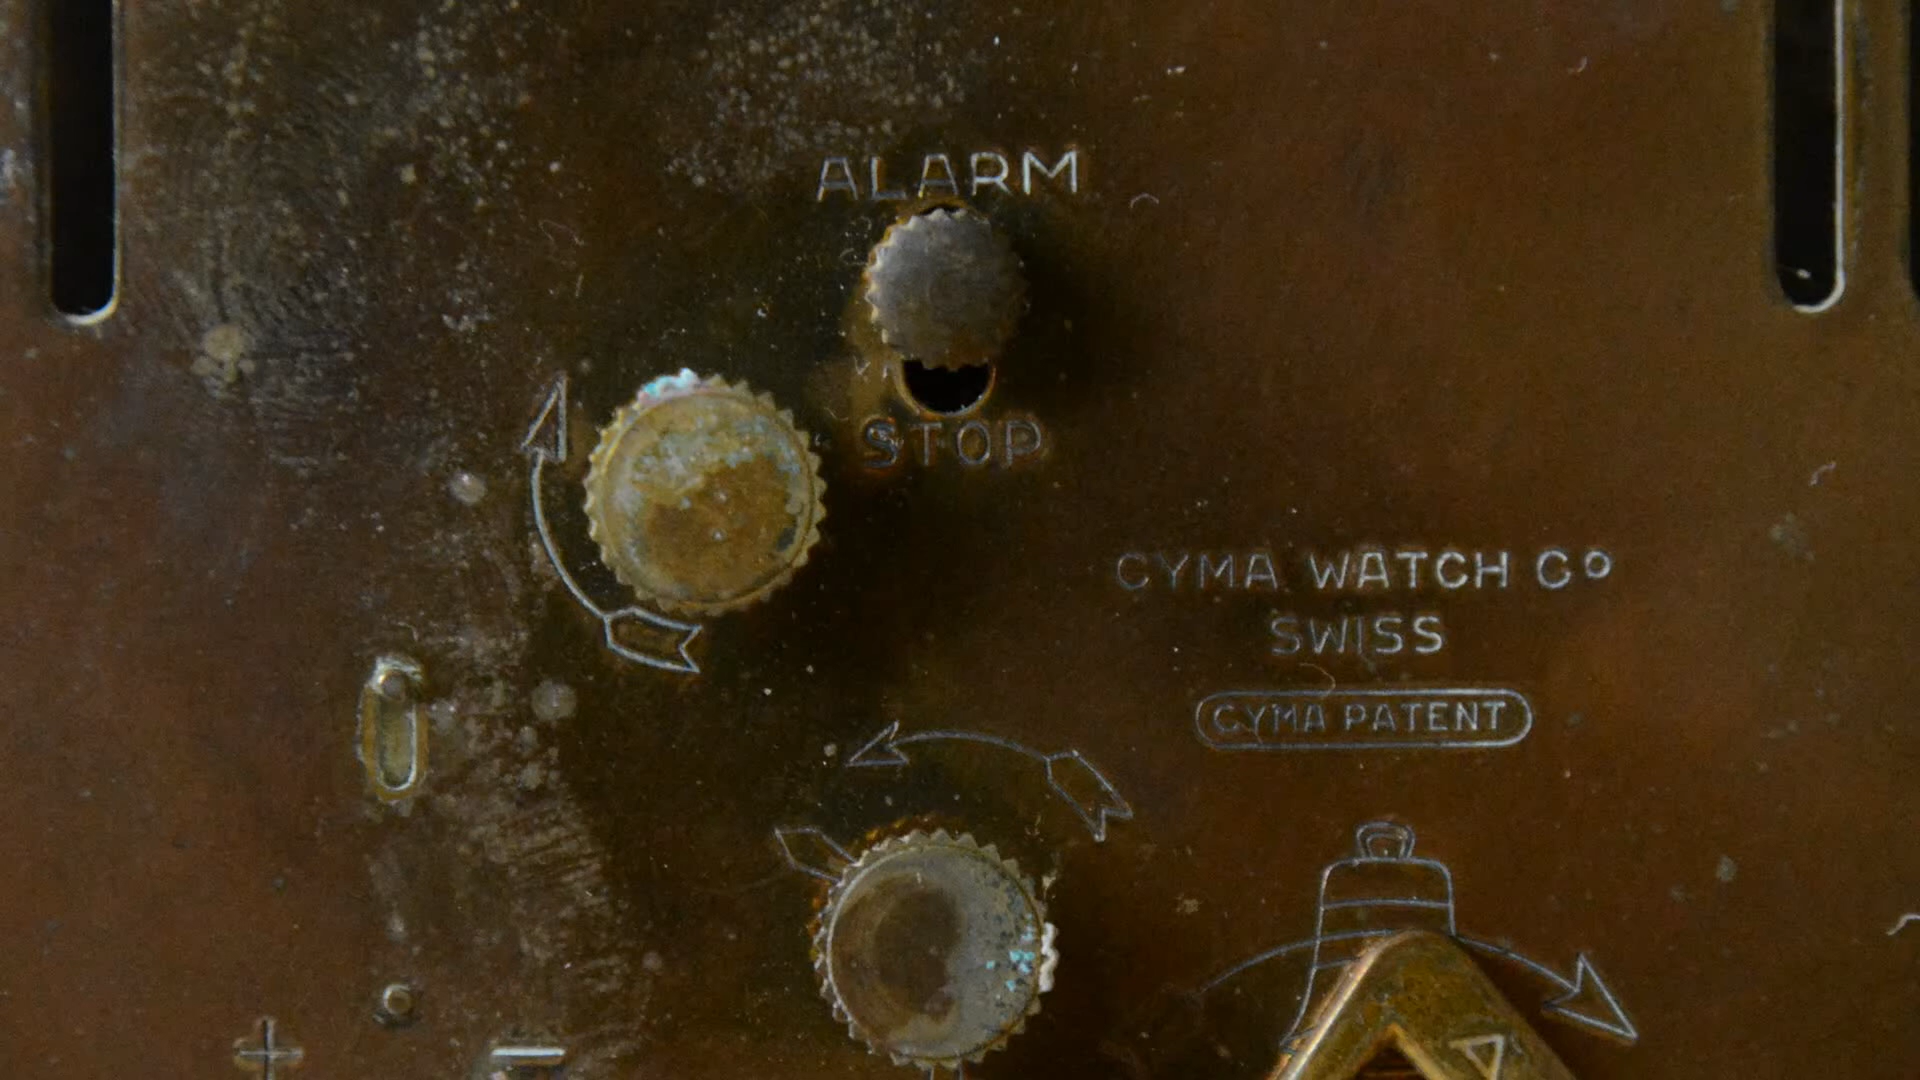 ALARM
STOP
CYMA WATCH Cº
SWISS
CYMA PATENT
+ −